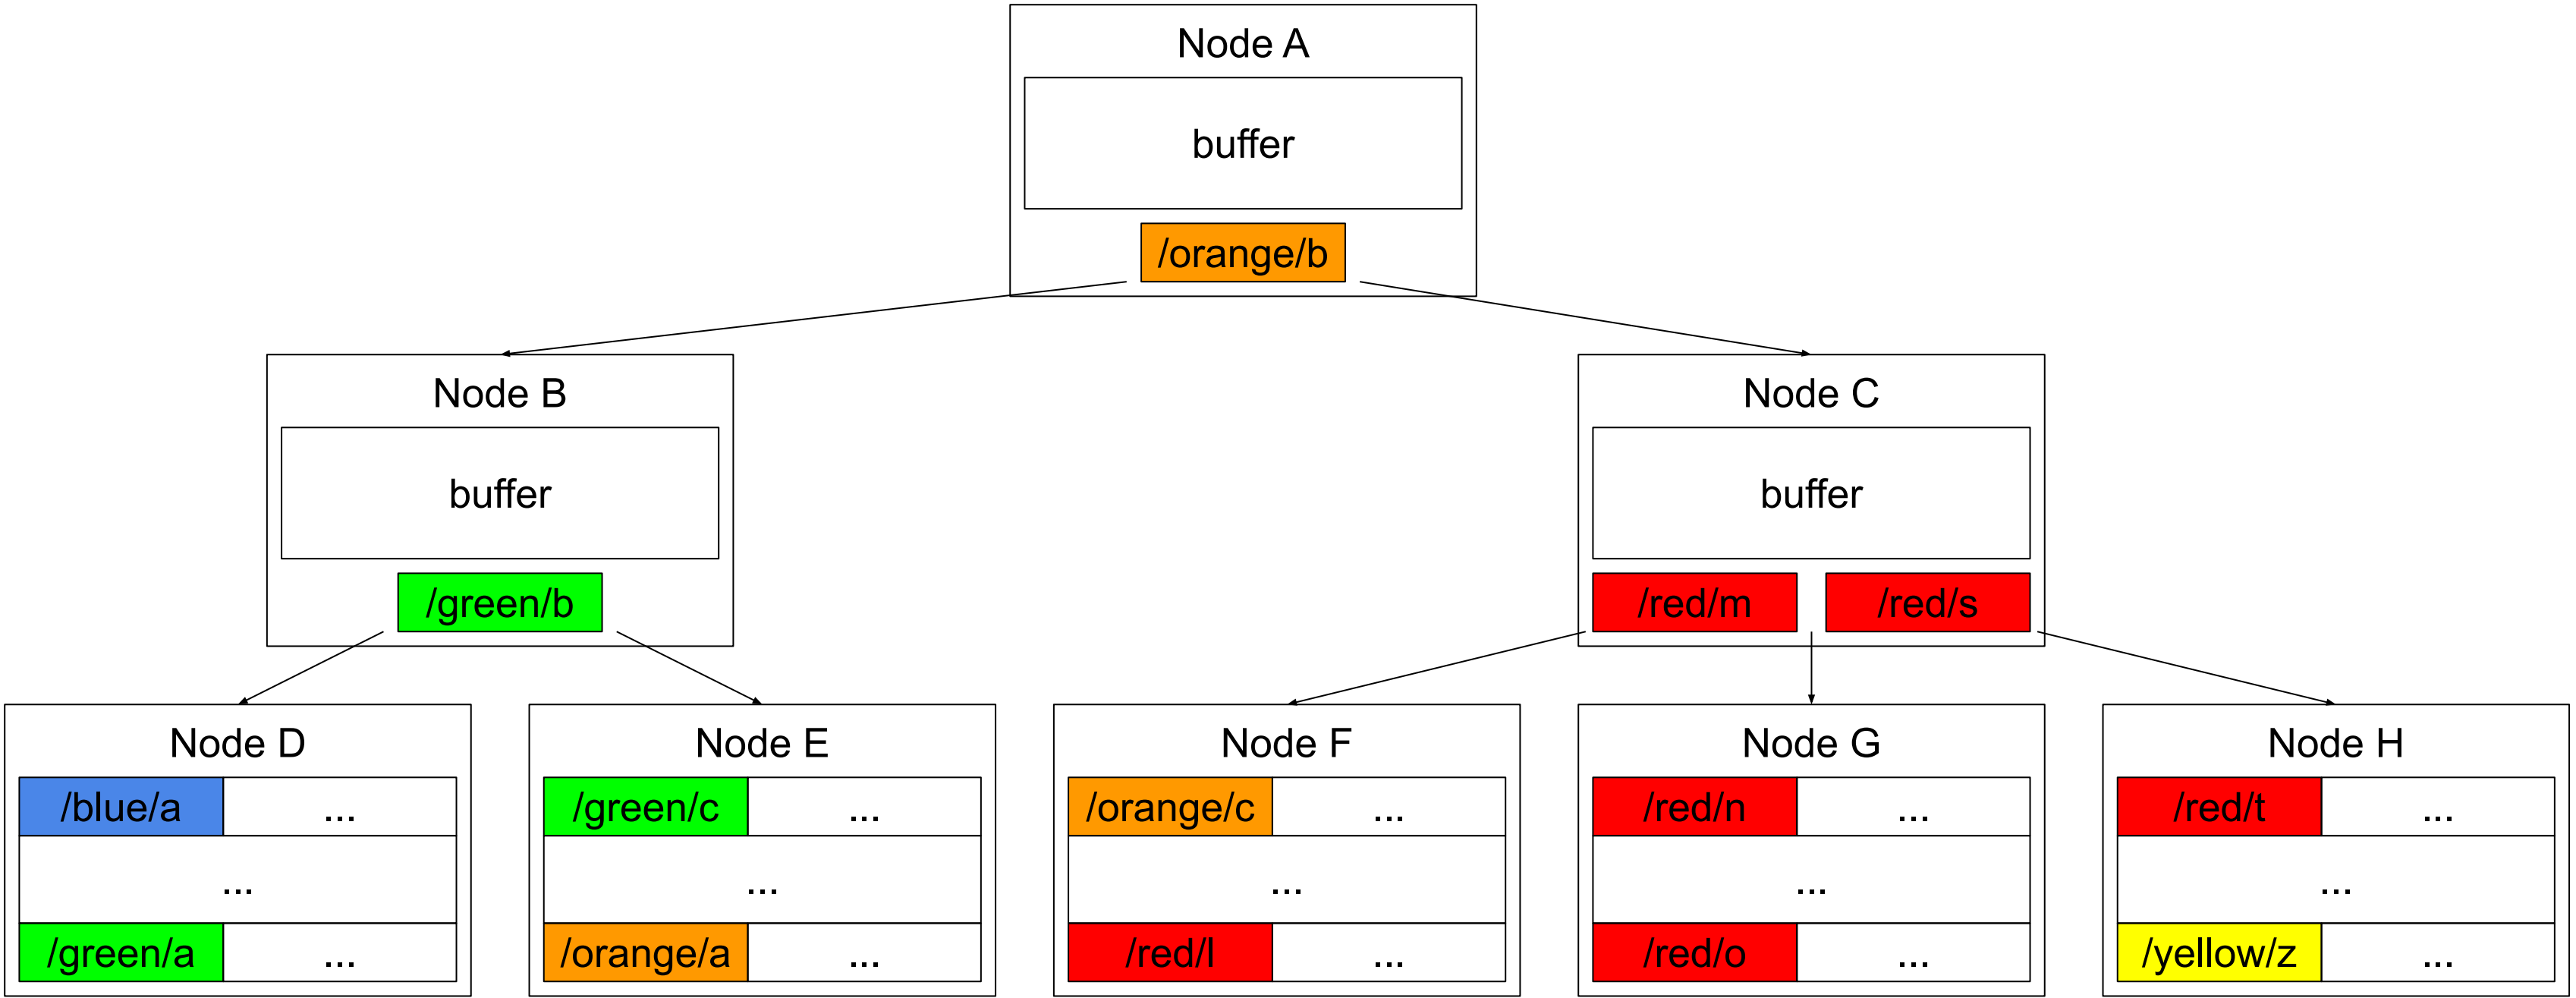 Node A
buffer
/orange/b
Node B
buffer
/green/b
Node C
buffer
/red/m /red/s
Node D
/blue/a ...
...
/green/a ...
Node E
/green/c ...
...
/orange/a ...
Node F
/orange/c ...
...
/red/l ...
Node G
/red/n ...
...
/red/o ...
Node H
/red/t ...
...
/yellow/z ...